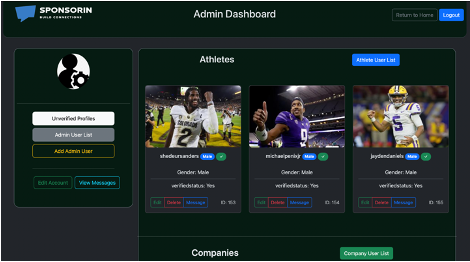 SPONSORIN
BUILD CONNECTIONS
Admin Dashboard
Return to Home
Logout
Unverified Profiles
Admin User List
Add Admin User
Edit Account
View Messages
Athletes
Athlete User List
shedeursanders Male ✓
Gender: Male
verifiedstatus: Yes
Edit Delete Message ID: 153
michaelpenixjr Male ✓
Gender: Male
verifiedstatus: Yes
Edit Delete Message ID: 154
jaydendaniels Male ✓
Gender: Male
verifiedstatus: Yes
Edit Delete Message ID: 155
Companies
Company User List